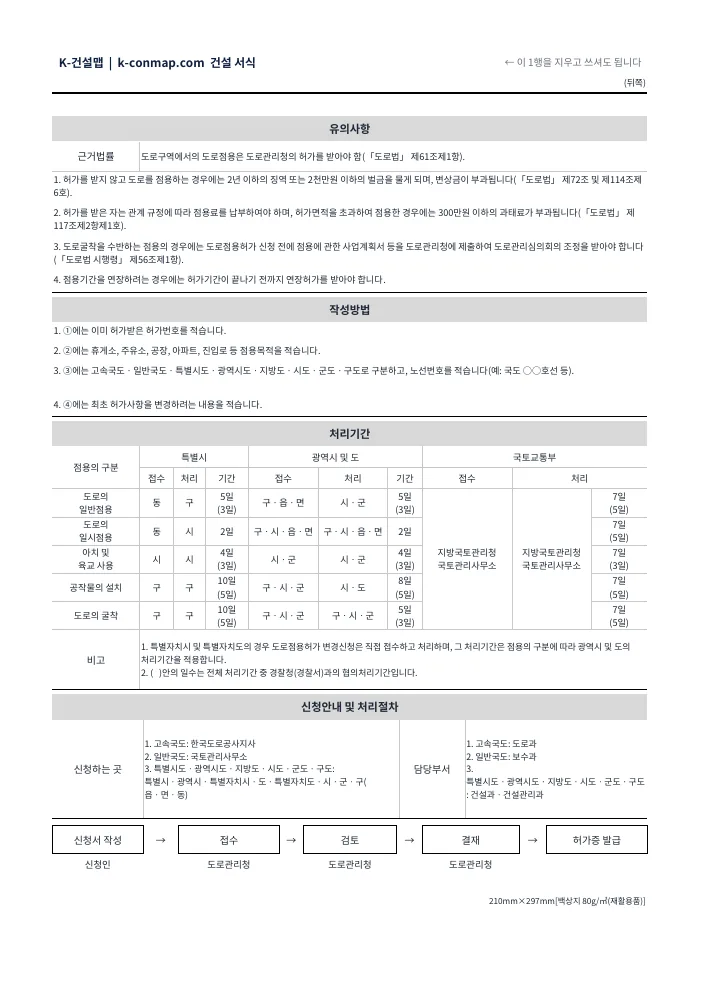 K-건설맵 | k-conmap.com 건설 서식
← 이 1행을 지우고 쓰셔도 됩니다
(뒤쪽)
유의사항
근거법률
도로구역에서의 도로점용은 도로관리청의 허가를 받아야 함(「도로법」 제61조제1항).
1. 허가를 받지 않고 도로를 점용하는 경우에는 2년 이하의 징역 또는 2천만원 이하의 벌금을 물게 되며, 변상금이 부과됩니다(「도로법」 제72조 및 제114조제
6호).
2. 허가를 받은 자는 관계 규정에 따라 점용료를 납부하여야 하며, 허가면적을 초과하여 점용한 경우에는 300만원 이하의 과태료가 부과됩니다(「도로법」 제
117조제2항제1호).
3. 도로굴착을 수반하는 점용의 경우에는 도로점용허가 신청 전에 점용에 관한 사업계획서 등을 도로관리청에 제출하여 도로관리심의회의 조정을 받아야 합니다
(「도로법 시행령」 제56조제1항).
4. 점용기간을 연장하려는 경우에는 허가기간이 끝나기 전까지 연장허가를 받아야 합니다.
작성방법
1. ①에는 이미 허가받은 허가번호를 적습니다.
2. ②에는 휴게소, 주유소, 공장, 아파트, 진입로 등 점용목적을 적습니다.
3. ③에는 고속국도ㆍ일반국도ㆍ특별시도ㆍ광역시도ㆍ지방도ㆍ시도ㆍ군도ㆍ구도로 구분하고, 노선번호를 적습니다(예: 국도 ○○호선 등).
4. ④에는 최초 허가사항을 변경하려는 내용을 적습니다.
처리기간
점용의 구분 특별시 광역시 및 도 국토교통부
접수 처리 기간 접수 처리 기간 접수 처리
도로의
일반점용 동 구 5일
(3일) 구ㆍ읍ㆍ면 시ㆍ군 5일
(3일) 7일
(5일)
도로의
일시점용 동 시 2일 구ㆍ시ㆍ읍ㆍ면 구ㆍ시ㆍ읍ㆍ면 2일 7일
(5일)
아치 및
육교 사용 시 시 4일
(3일) 시ㆍ군 시ㆍ군 4일
(3일) 지방국토관리청
국토관리사무소 지방국토관리청
국토관리사무소 7일
(3일)
공작물의 설치 구 구 10일
(5일) 구ㆍ시ㆍ군 시ㆍ도 8일
(5일) 7일
(5일)
도로의 굴착 구 구 10일
(5일) 구ㆍ시ㆍ군 구ㆍ시ㆍ군 5일
(3일) 7일
(5일)
비고
1. 특별자치시 및 특별자치도의 경우 도로점용허가 변경신청은 직접 접수하고 처리하며, 그 처리기간은 점용의 구분에 따라 광역시 및 도의
처리기간을 적용합니다.
2. ( )안의 일수는 전체 처리기간 중 경찰청(경찰서)과의 협의처리기간입니다.
신청안내 및 처리절차
신청하는 곳
1. 고속국도: 한국도로공사지사
2. 일반국도: 국토관리사무소
3. 특별시도ㆍ광역시도ㆍ지방도ㆍ시도ㆍ군도ㆍ구도:
특별시ㆍ광역시ㆍ특별자치시ㆍ도ㆍ특별자치도ㆍ시ㆍ군ㆍ구(
읍ㆍ면ㆍ동)
담당부서
1. 고속국도: 도로과
2. 일반국도: 보수과
3.
특별시도ㆍ광역시도ㆍ지방도ㆍ시도ㆍ군도ㆍ구도
: 건설과ㆍ건설관리과
신청서 작성 → 접수 → 검토 → 결재 → 허가증 발급
신청인 도로관리청 도로관리청 도로관리청
210mm×297mm[백상지 80g/㎡(재활용품)]